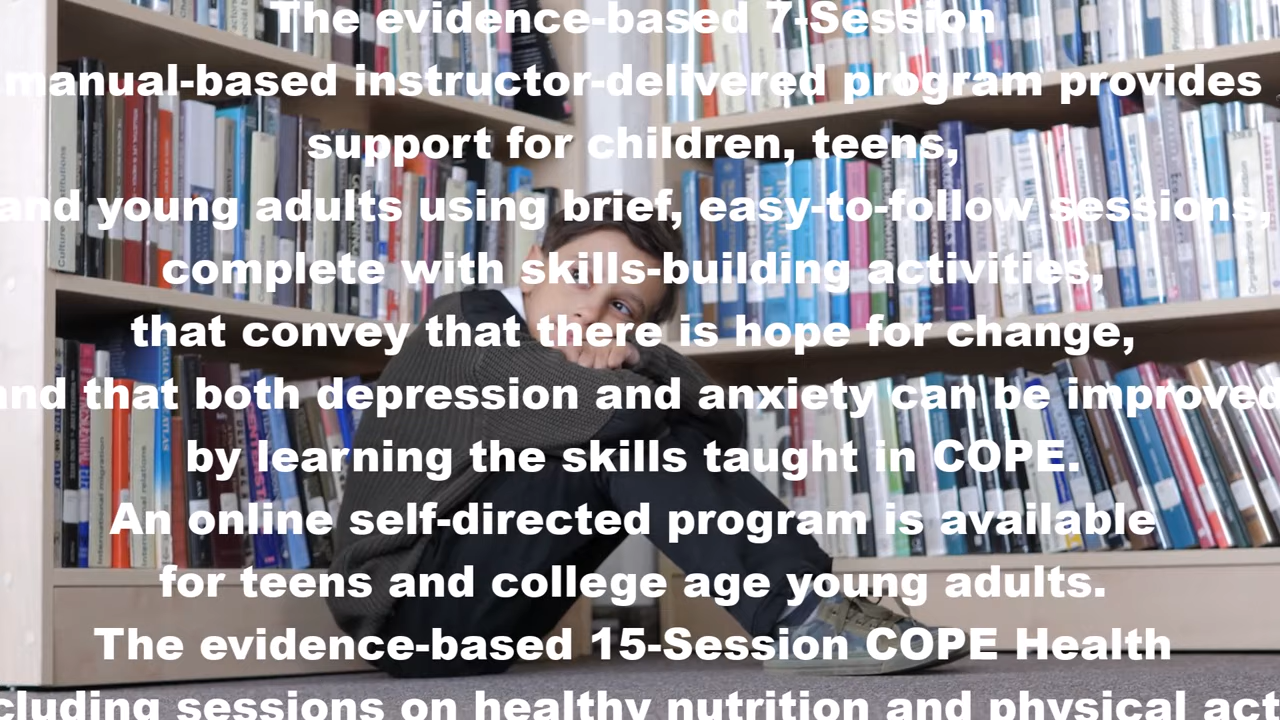 The evidence-based 7-Session
manual-based instructor-delivered program provides
support for children, teens,
and young adults using brief, easy-to-follow sessions,
complete with skills-building activities,
that convey that there is hope for change,
and that both depression and anxiety can be improved
by learning the skills taught in COPE.
An online self-directed program is available
for teens and college age young adults.
The evidence-based 15-Session COPE Health
sessions on healthy nutrition and physical